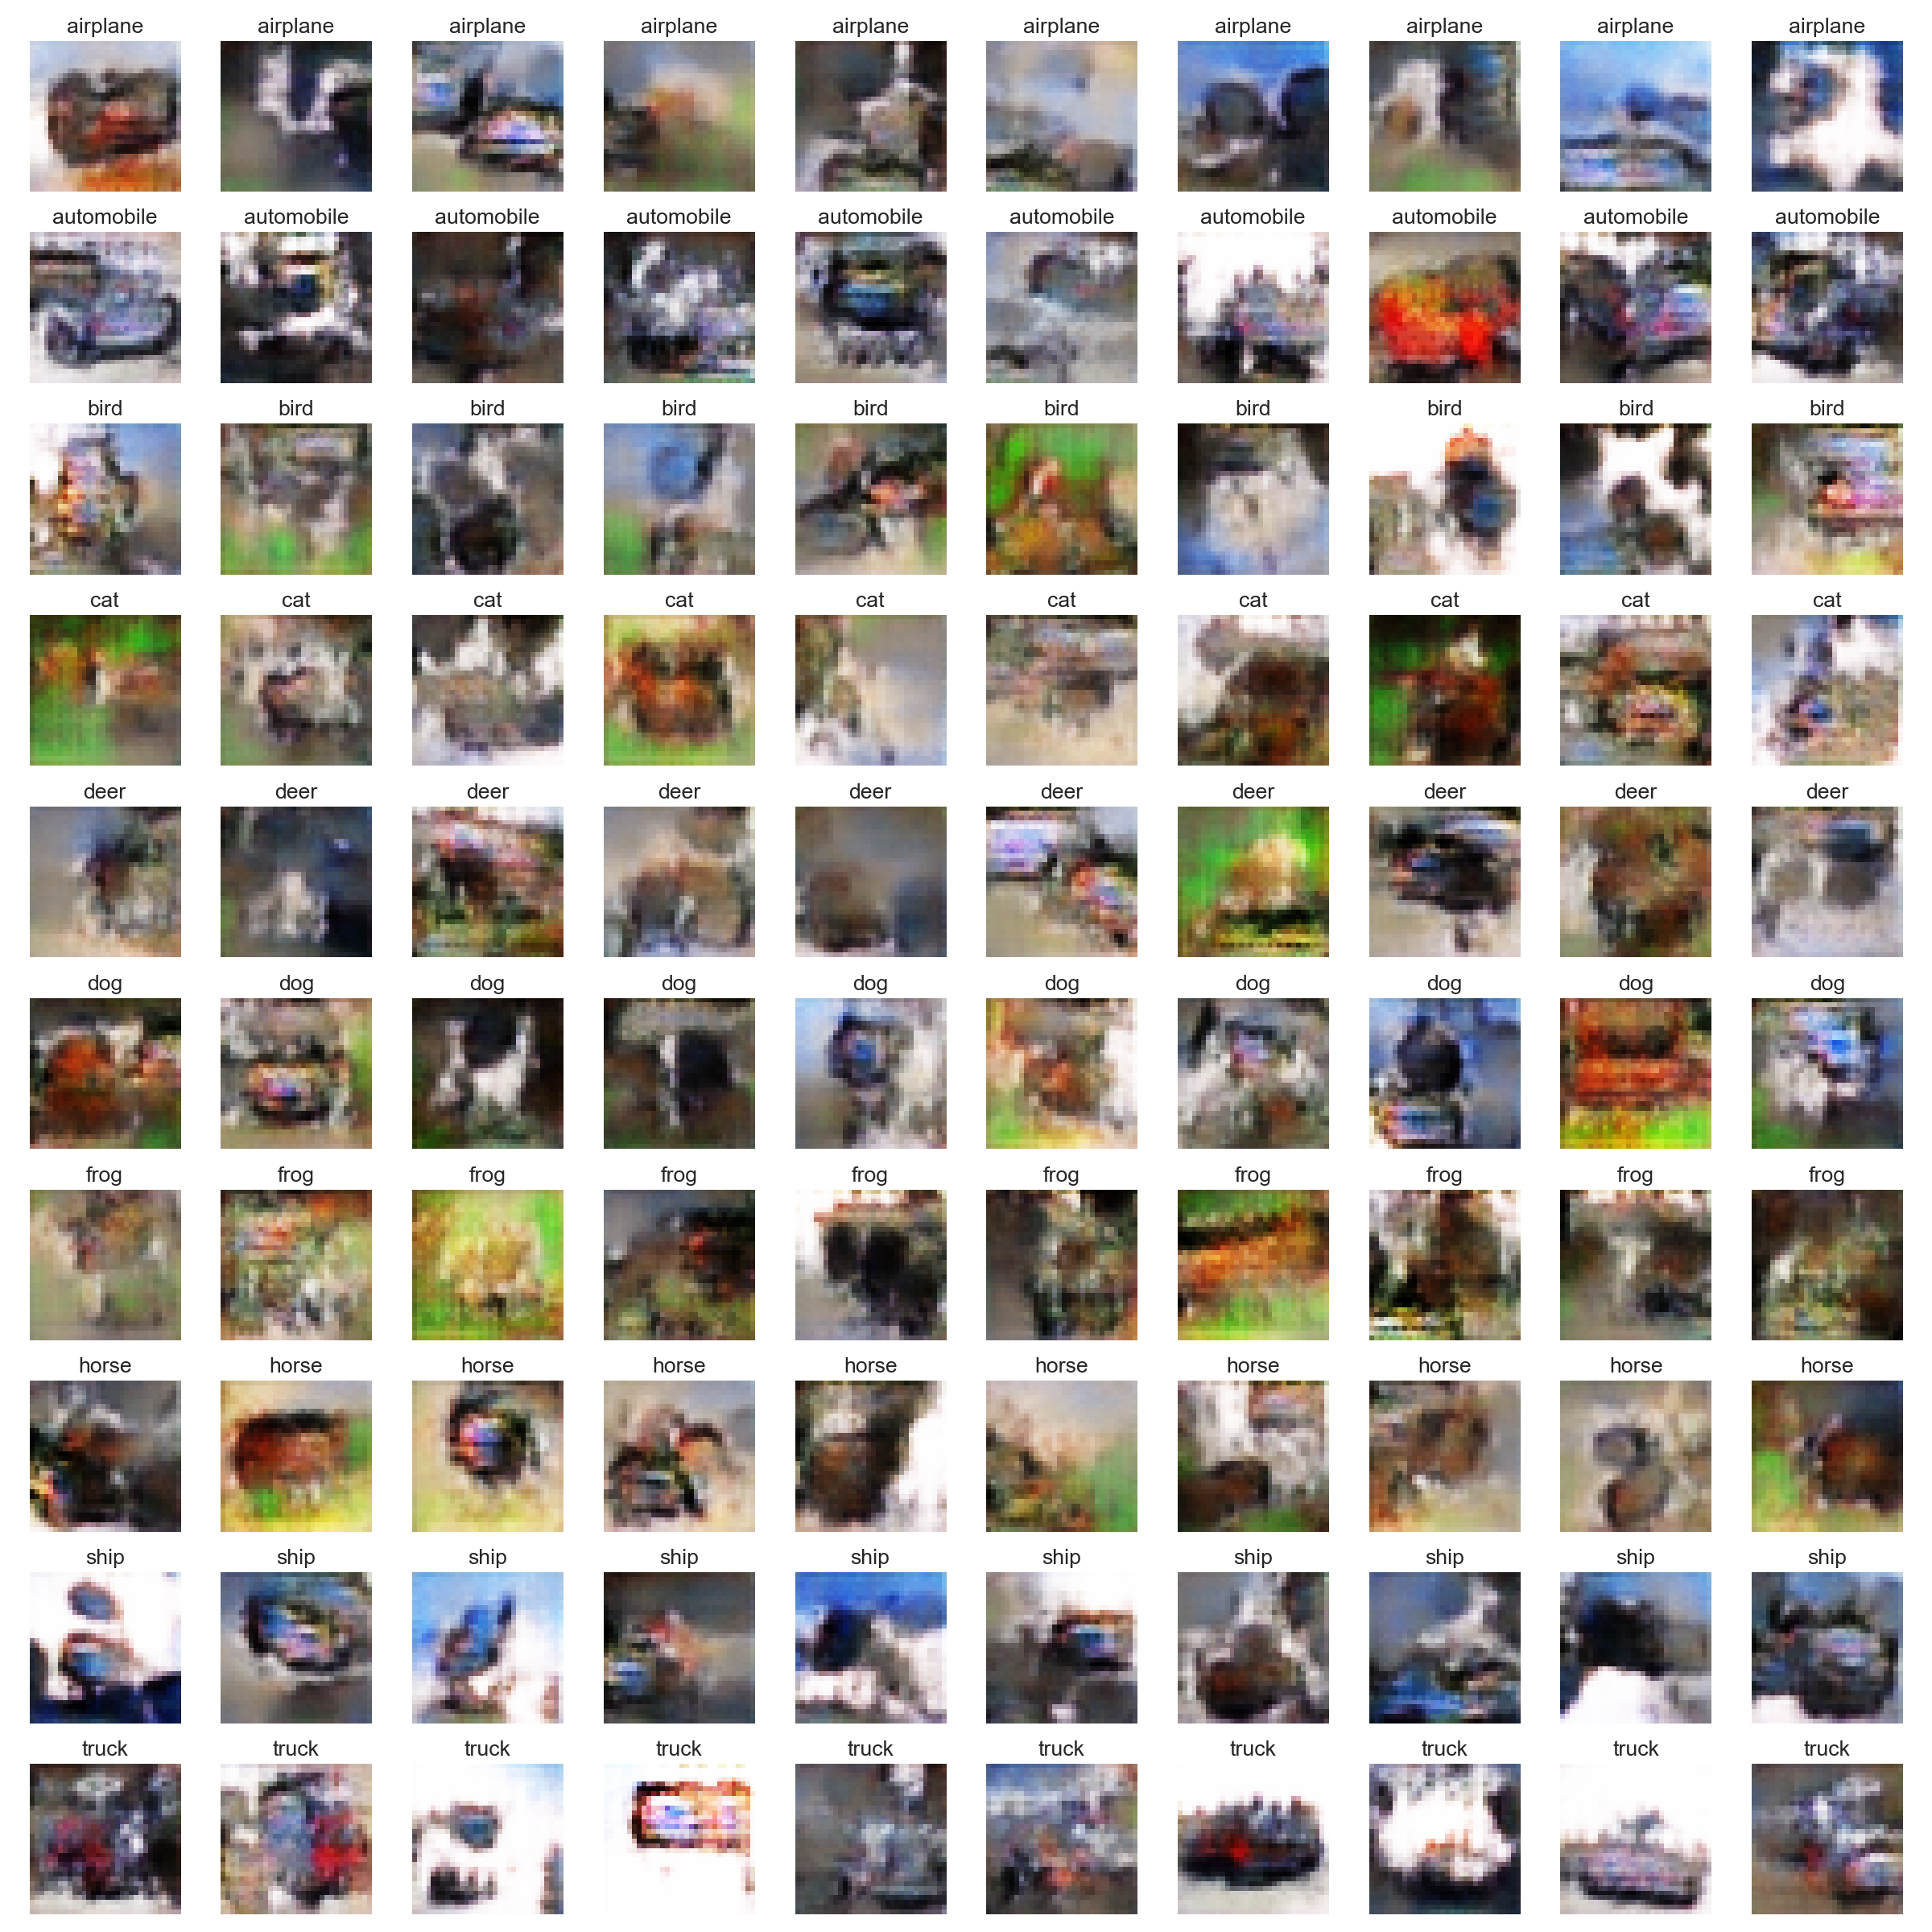 airplane airplane airplane airplane airplane airplane airplane airplane airplane airplane
automobile automobile automobile automobile automobile automobile automobile automobile automobile automobile
bird bird bird bird bird bird bird bird bird bird
cat cat cat cat cat cat cat cat cat cat
deer deer deer deer deer deer deer deer deer deer
dog dog dog dog dog dog dog dog dog dog
frog frog frog frog frog frog frog frog frog frog
horse horse horse horse horse horse horse horse horse horse
ship ship ship ship ship ship ship ship ship ship
truck truck truck truck truck truck truck truck truck truck